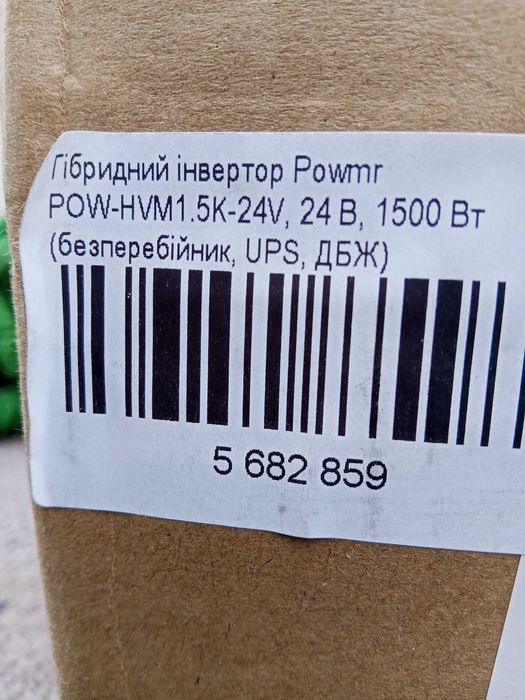 Гібридний інвертор Powmr
POW-HVM1.5K-24V, 24 В, 1500 Вт
(безперебійник, UPS, ДБЖ)
5 682 859